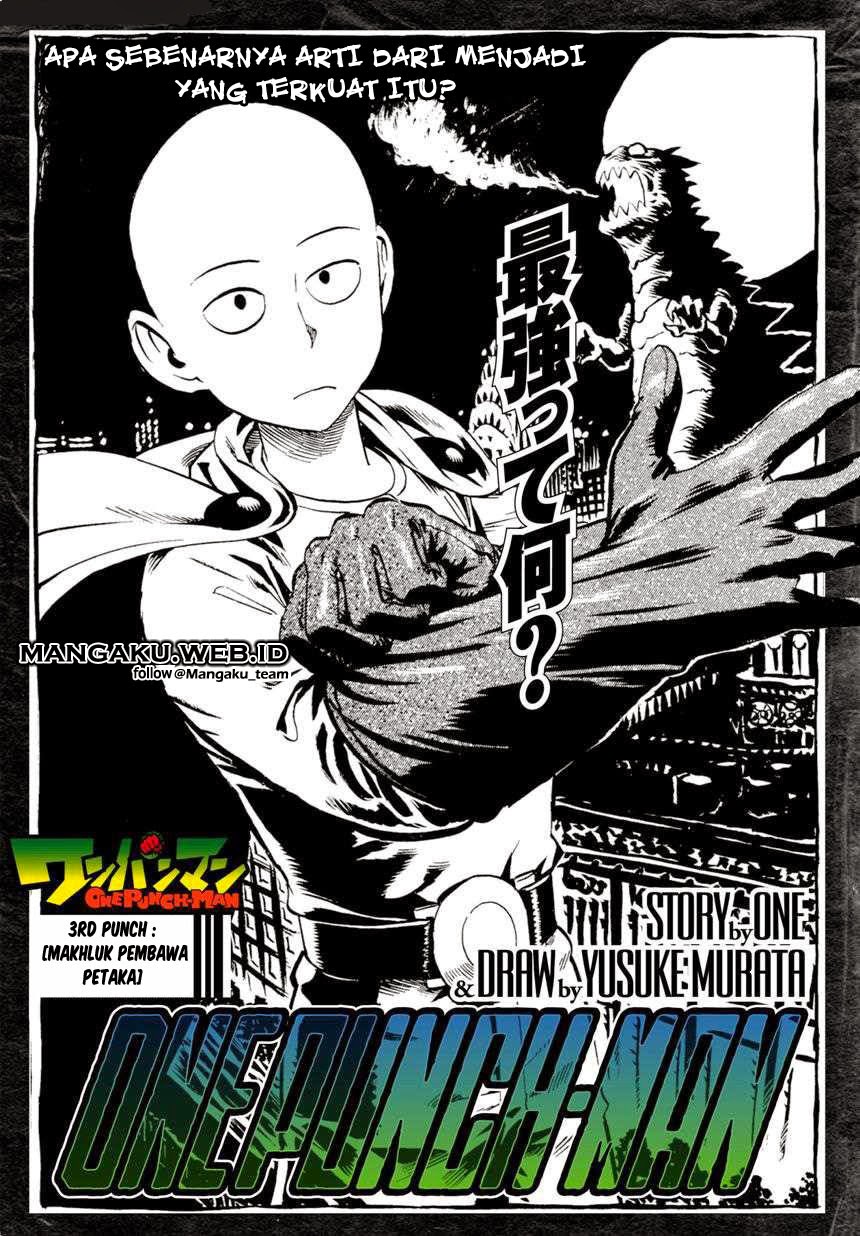 APA SEBENARNYA ARTI DARI MENJADI
YANG TERKUAT ITU?
最強って何?
MANGAKU.WEB.ID
follow @Mangaku_team
ワンパンマン
ONEPUNCH-MAN
3RD PUNCH :
[MAKHLUK PEMBAWA
PETAKA]
STORY by ONE
& DRAW by YUSUKE MURATA
ONEPUNCH-MAN